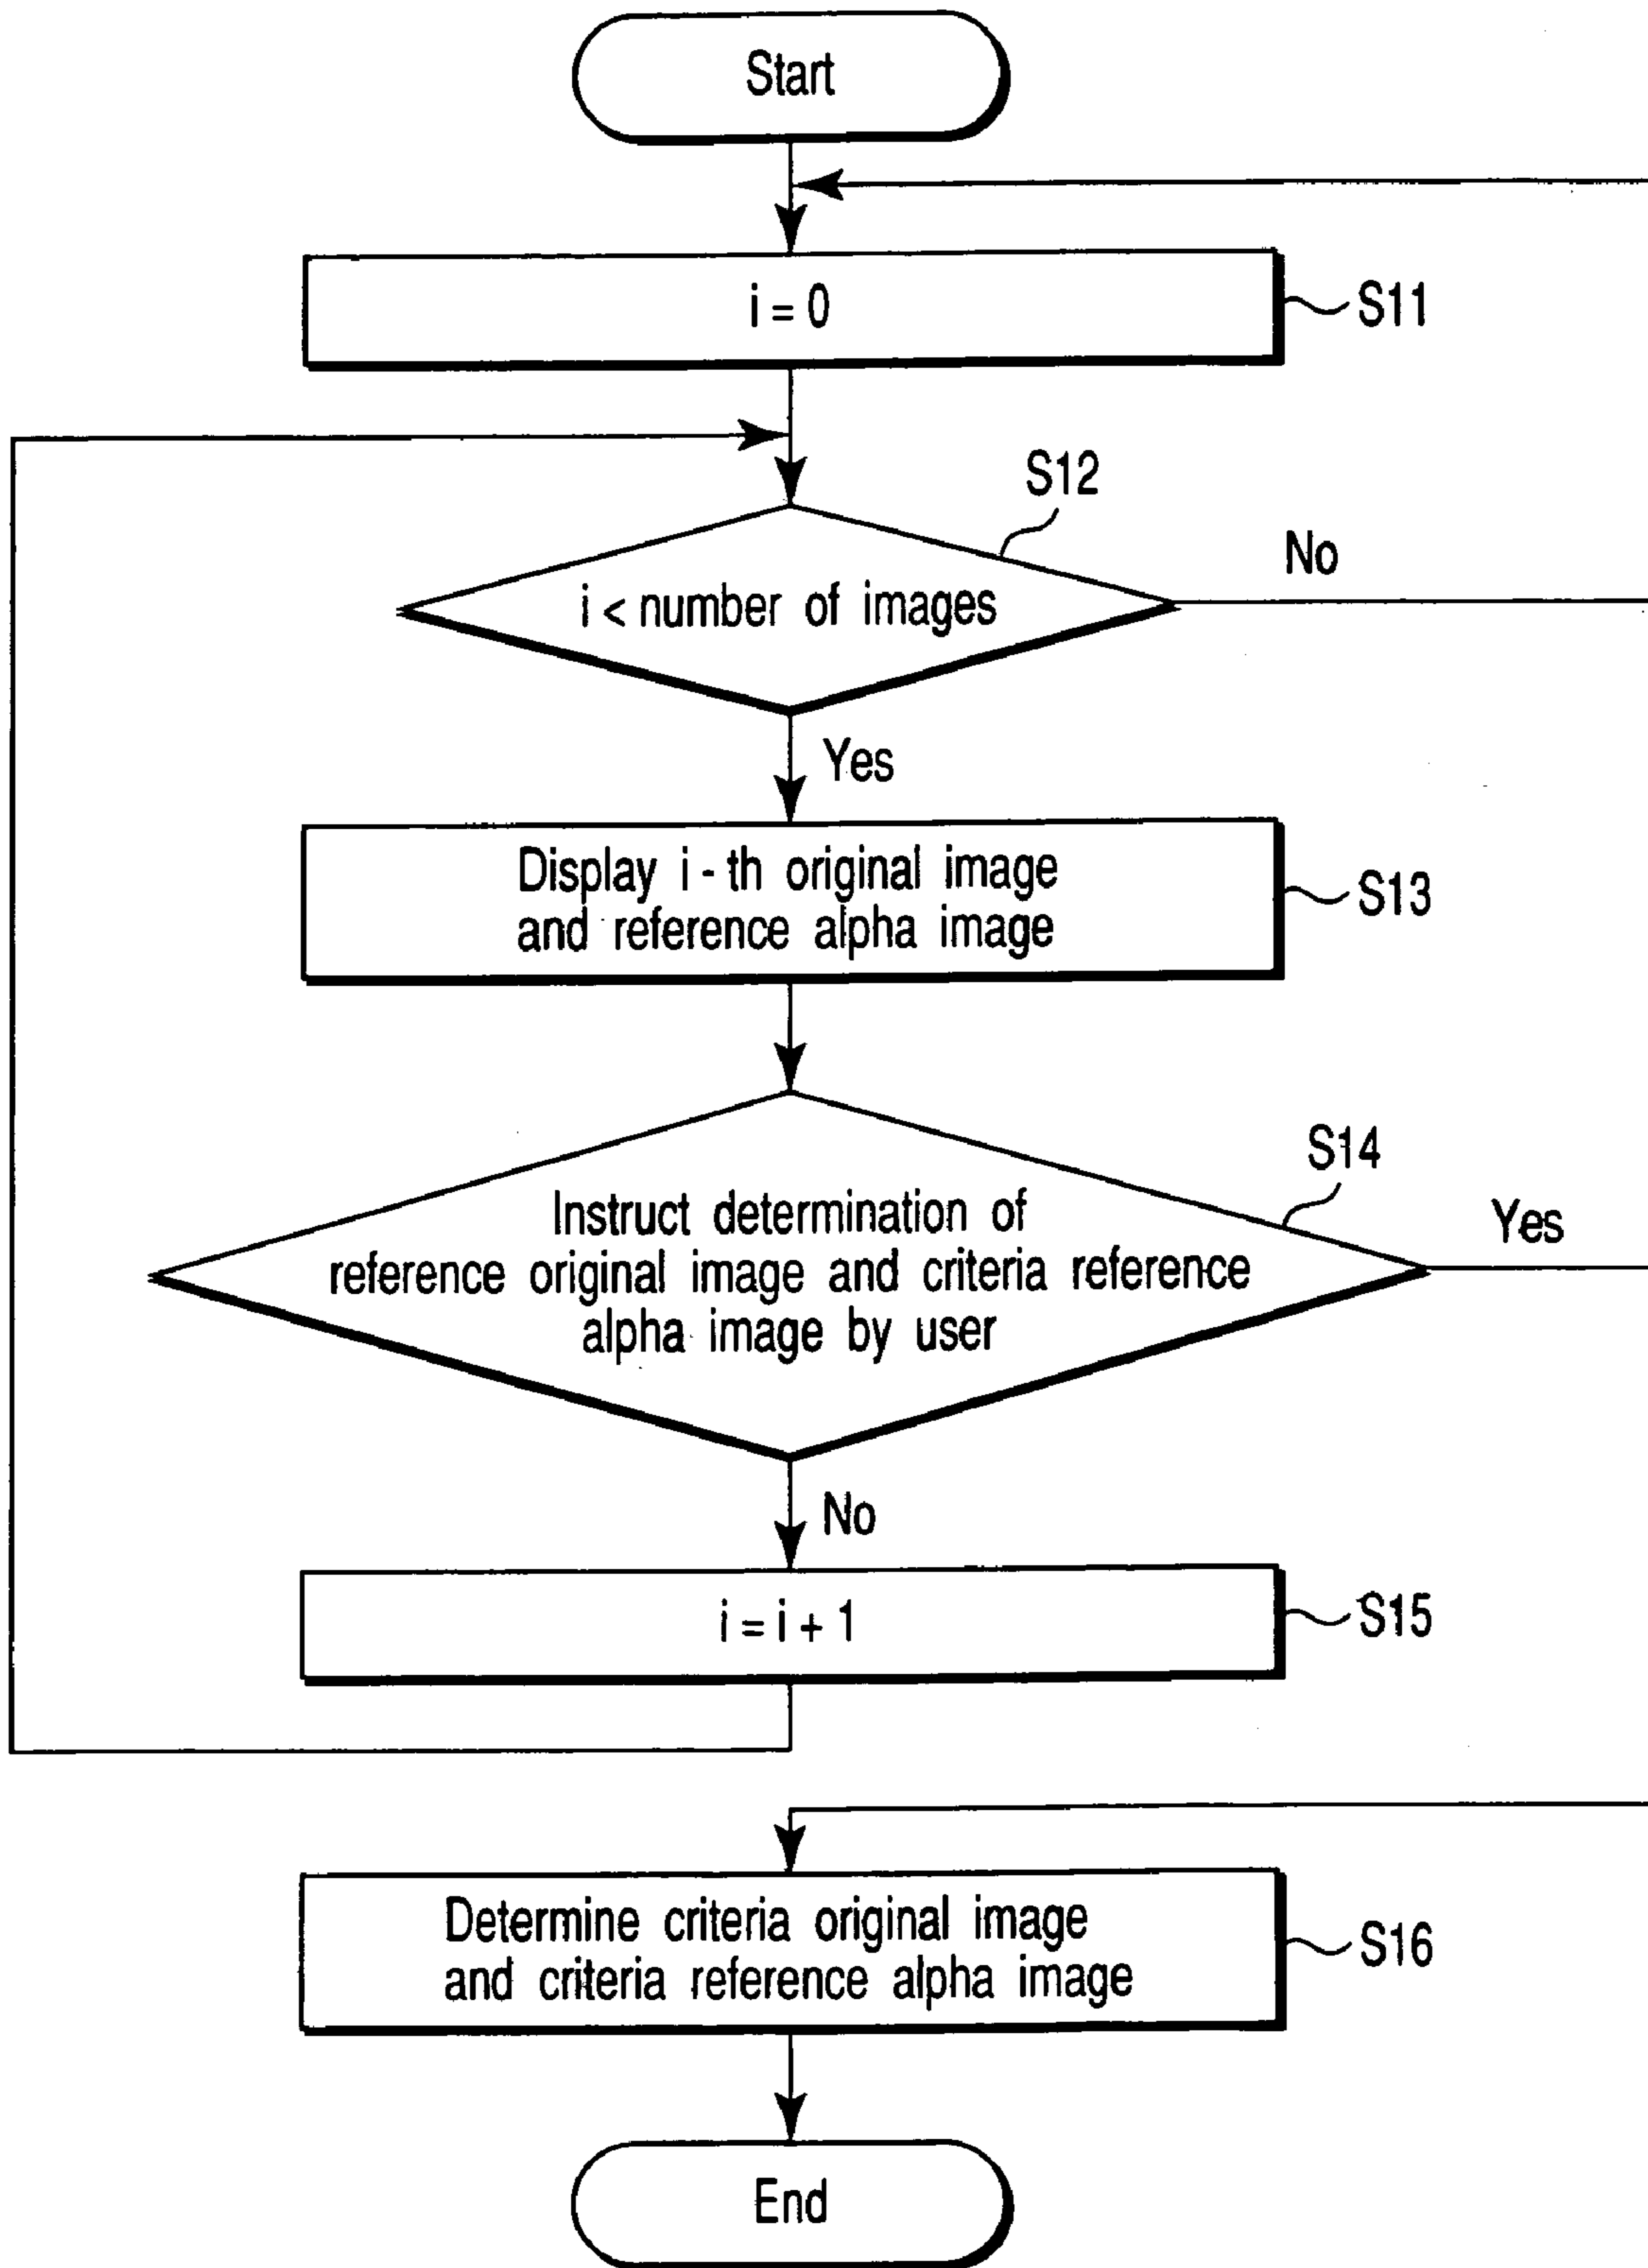 Start
i = 0
S11
S12
i < number of images
No
Yes
Display i - th original image
and reference alpha image
S13
S14
Instruct determination of
reference original image and criteria reference
alpha image by user
Yes
No
i = i + 1
S15
Determine criteria original image
and criteria reference alpha image
S16
End